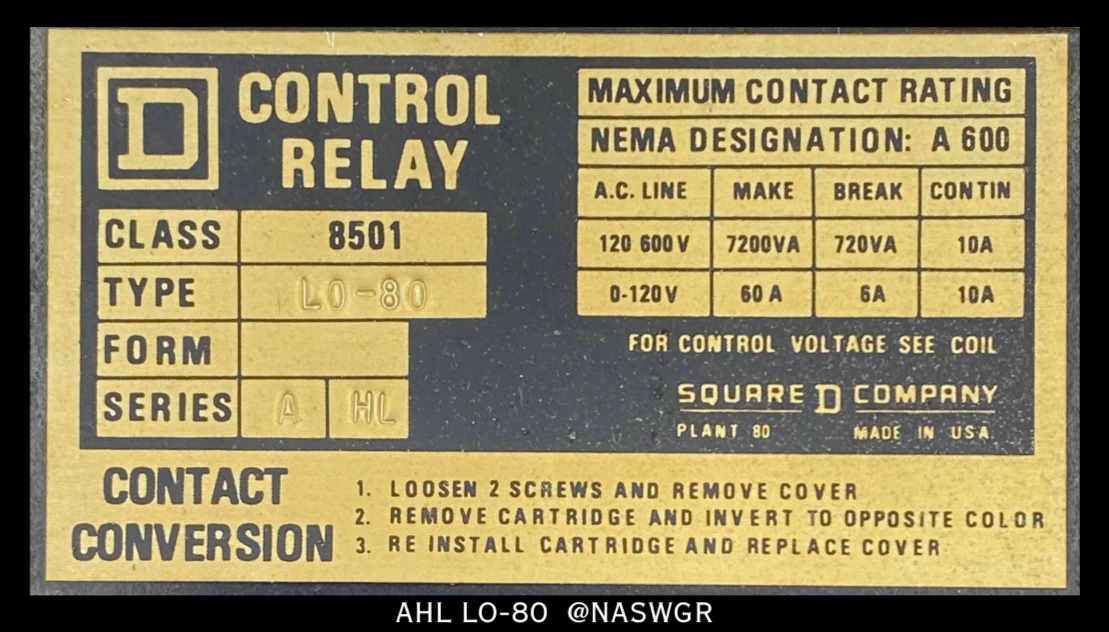 D
CONTROL
RELAY
CLASS 8501
TYPE LO-80
FORM
SERIES A HL
MAXIMUM CONTACT RATING
NEMA DESIGNATION: A 600
A.C. LINE MAKE BREAK CONTIN
120 600 V 7200VA 720VA 10A
0-120 V 60 A 6A 10A
FOR CONTROL VOLTAGE SEE COIL
SQUARE D COMPANY
PLANT 80 MADE IN USA
CONTACT
CONVERSION
1. LOOSEN 2 SCREWS AND REMOVE COVER
2. REMOVE CARTRIDGE AND INVERT TO OPPOSITE COLOR
3. RE INSTALL CARTRIDGE AND REPLACE COVER
AHL LO-80 @NASWGR